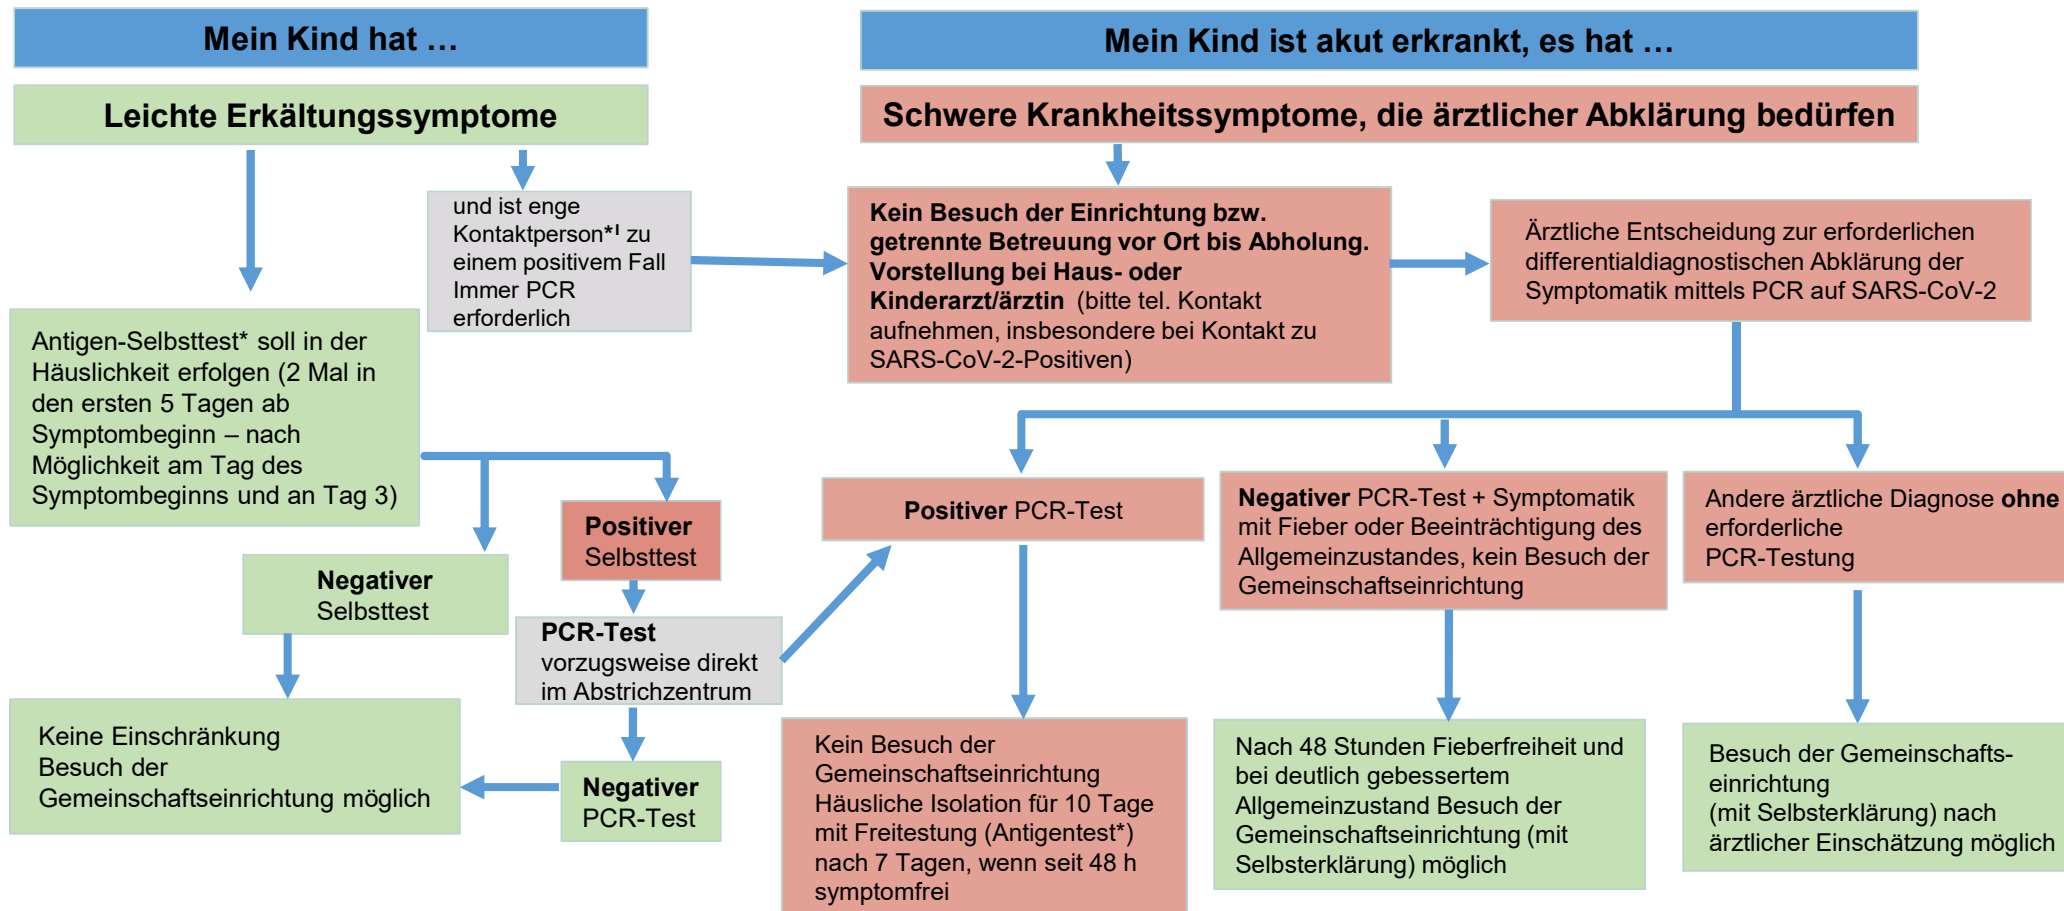 Mein Kind hat …
Leichte Erkältungssymptome
und ist enge
Kontaktperson*ᴵ zu
einem positivem Fall
Immer PCR
erforderlich
Antigen-Selbsttest* soll in der
Häuslichkeit erfolgen (2 Mal in
den ersten 5 Tagen ab
Symptombeginn – nach
Möglichkeit am Tag des
Symptombeginns und an Tag 3)
Negativer
Selbsttest
Positiver
Selbsttest
PCR-Test
vorzugsweise direkt
im Abstrichzentrum
Negativer
PCR-Test
Keine Einschränkung
Besuch der
Gemeinschaftseinrichtung möglich
Mein Kind ist akut erkrankt, es hat …
Schwere Krankheitssymptome, die ärztlicher Abklärung bedürfen
Kein Besuch der Einrichtung bzw.
getrennte Betreuung vor Ort bis Abholung.
Vorstellung bei Haus- oder
Kinderarzt/ärztin (bitte tel. Kontakt
aufnehmen, insbesondere bei Kontakt zu
SARS-CoV-2-Positiven)
Ärztliche Entscheidung zur erforderlichen
differentialdiagnostischen Abklärung der
Symptomatik mittels PCR auf SARS-CoV-2
Positiver PCR-Test
Negativer PCR-Test + Symptomatik
mit Fieber oder Beeinträchtigung des
Allgemeinzustandes, kein Besuch der
Gemeinschaftseinrichtung
Andere ärztliche Diagnose ohne
erforderliche
PCR-Testung
Kein Besuch der
Gemeinschaftseinrichtung
Häusliche Isolation für 10 Tage
mit Freitestung (Antigentest*)
nach 7 Tagen, wenn seit 48 h
symptomfrei
Nach 48 Stunden Fieberfreiheit und
bei deutlich gebessertem
Allgemeinzustand Besuch der
Gemeinschaftseinrichtung (mit
Selbsterklärung) möglich
Besuch der Gemeinschafts-
einrichtung
(mit Selbsterklärung) nach
ärztlicher Einschätzung möglich